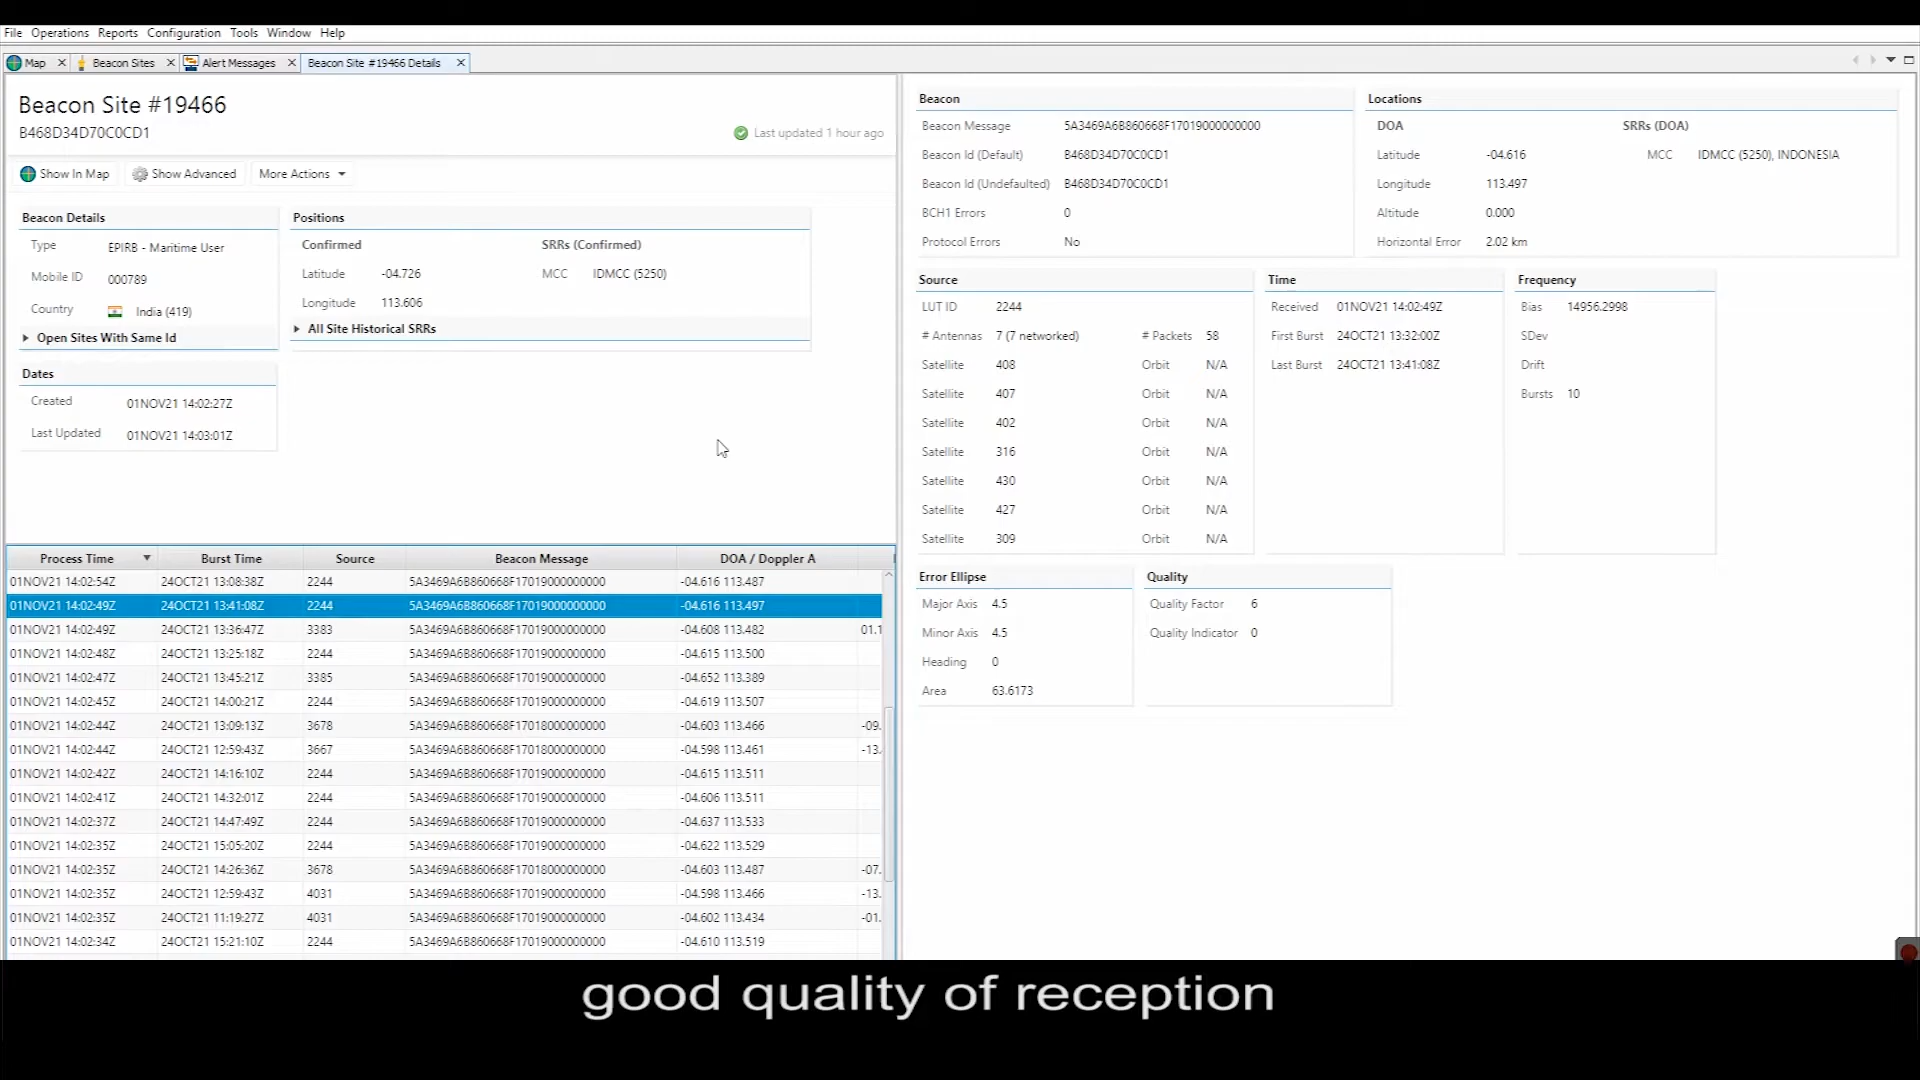 File Operations Reports Configuration Tools Window Help
Map Beacon Sites Alert Messages Beacon Site #19466 Details
Beacon Site #19466
B468D34D70C0CD1
Last updated 1 hour ago
Show In Map Show Advanced More Actions
Beacon Details
Type EPIRB - Maritime User
Mobile ID 000789
Country India (419)
Open Sites With Same Id
Positions
Confirmed SRRs (Confirmed)
Latitude -04.726 MCC IDMCC (5250)
Longitude 113.606
All Site Historical SRRs
Dates
Created 01NOV21 14:02:27Z
Last Updated 01NOV21 14:03:01Z
Process Time Burst Time Source Beacon Message DOA / Doppler A
01NOV21 14:02:54Z 24OCT21 13:08:38Z 2244 5A3469A6B860668F17019000000000 -04.616 113.487
01NOV21 14:02:49Z 24OCT21 13:41:08Z 2244 5A3469A6B860668F17019000000000 -04.616 113.497
01NOV21 14:02:49Z 24OCT21 13:36:47Z 3383 5A3469A6B860668F17019000000000 -04.608 113.482 01.1
01NOV21 14:02:48Z 24OCT21 13:25:18Z 2244 5A3469A6B860668F17019000000000 -04.615 113.500
01NOV21 14:02:47Z 24OCT21 13:45:21Z 3385 5A3469A6B860668F17019000000000 -04.652 113.389
01NOV21 14:02:45Z 24OCT21 14:00:21Z 2244 5A3469A6B860668F17019000000000 -04.619 113.507
01NOV21 14:02:44Z 24OCT21 13:09:13Z 3678 5A3469A6B860668F17018000000000 -04.603 113.466 -09.
01NOV21 14:02:44Z 24OCT21 12:59:43Z 3667 5A3469A6B860668F17018000000000 -04.598 113.461 -13.
01NOV21 14:02:42Z 24OCT21 14:16:10Z 2244 5A3469A6B860668F17019000000000 -04.615 113.511
01NOV21 14:02:41Z 24OCT21 14:32:01Z 2244 5A3469A6B860668F17019000000000 -04.606 113.511
01NOV21 14:02:37Z 24OCT21 14:47:49Z 2244 5A3469A6B860668F17019000000000 -04.637 113.533
01NOV21 14:02:35Z 24OCT21 15:05:20Z 2244 5A3469A6B860668F17019000000000 -04.622 113.529
01NOV21 14:02:35Z 24OCT21 14:26:36Z 3678 5A3469A6B860668F17018000000000 -04.603 113.487 -07.
01NOV21 14:02:35Z 24OCT21 12:59:43Z 4031 5A3469A6B860668F17018000000000 -04.598 113.466 -13.
01NOV21 14:02:35Z 24OCT21 11:19:27Z 4031 5A3469A6B860668F17018000000000 -04.602 113.434 -01.
01NOV21 14:02:34Z 24OCT21 15:21:10Z 2244 5A3469A6B860668F17019000000000 -04.610 113.519
Beacon
Beacon Message 5A3469A6B860668F17019000000000
Beacon Id (Default) B468D34D70C0CD1
Beacon Id (Undefaulted) B468D34D70C0CD1
BCH1 Errors 0
Protocol Errors No
Locations
DOA SRRs (DOA)
Latitude -04.616 MCC IDMCC (5250), INDONESIA
Longitude 113.497
Altitude 0.000
Horizontal Error 2.02 km
Source
LUT ID 2244
# Antennas 7 (7 networked) # Packets 58
Satellite 408 Orbit N/A
Satellite 407 Orbit N/A
Satellite 402 Orbit N/A
Satellite 316 Orbit N/A
Satellite 430 Orbit N/A
Satellite 427 Orbit N/A
Satellite 309 Orbit N/A
Time
Received 01NOV21 14:02:49Z
First Burst 24OCT21 13:32:00Z
Last Burst 24OCT21 13:41:08Z
Frequency
Bias 14956.2998
SDev
Drift
Bursts 10
Error Ellipse
Major Axis 4.5
Minor Axis 4.5
Heading 0
Area 63.6173
Quality
Quality Factor 6
Quality Indicator 0
good quality of reception